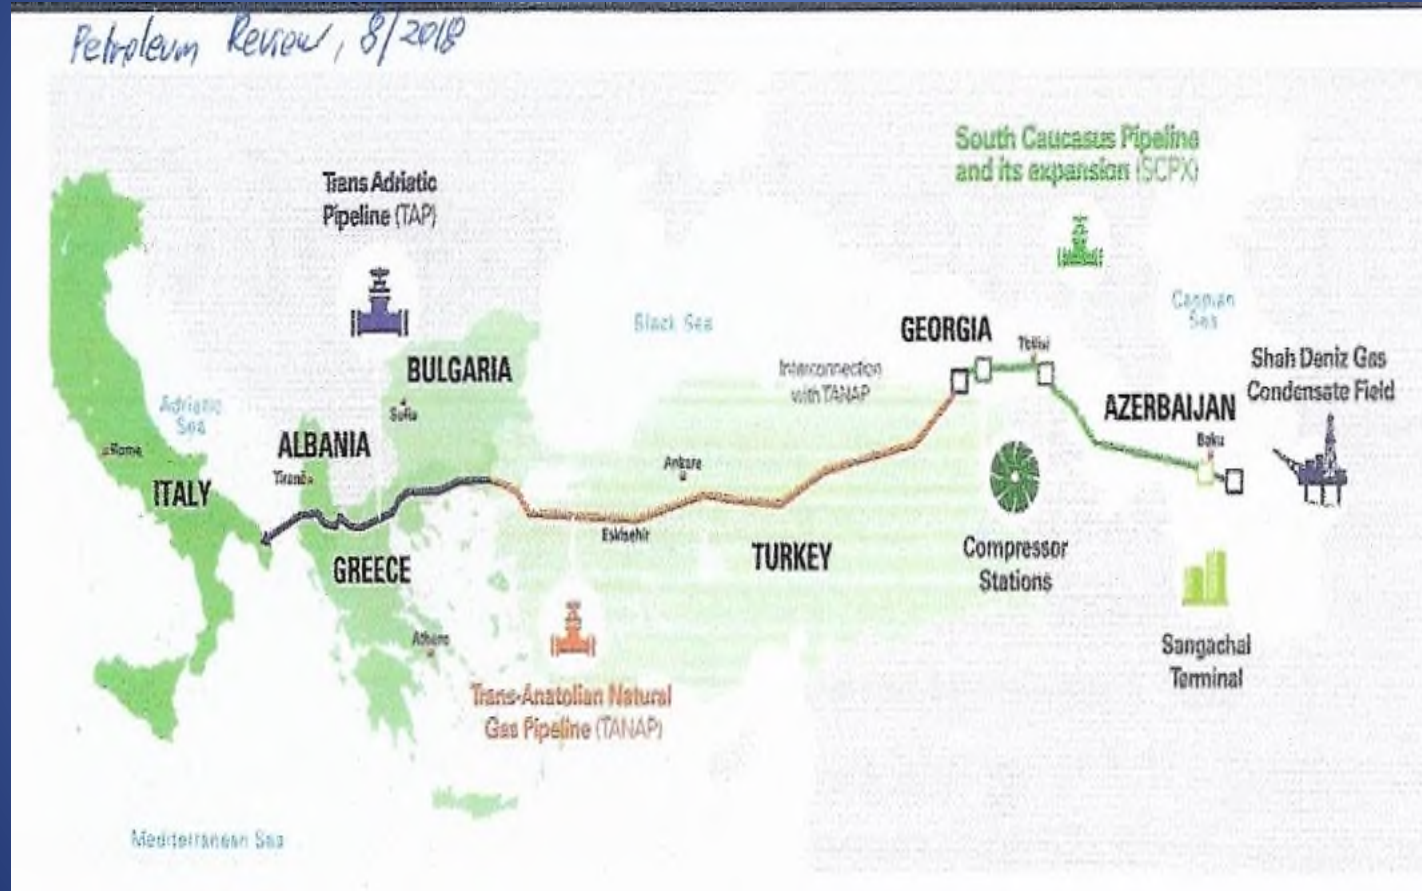 Petroleum Review, 8/2018
South Caucasus Pipeline
and its expansion (SCPX)
Trans Adriatic
Pipeline (TAP)
Caspian
Sea
Black Sea
GEORGIA
Tbilisi
BULGARIA
Interconnection
with TANAP
Shah Deniz Gas
Condensate Field
Adriatic
Sea
Sofia
AZERBAIJAN
Baku
ALBANIA
Rome
Tirana
Ankara
ITALY
Eskisehir
GREECE
TURKEY
Compressor
Stations
Athens
Sangachal
Terminal
Trans-Anatolian Natural
Gas Pipeline (TANAP)
Mediterranean Sea